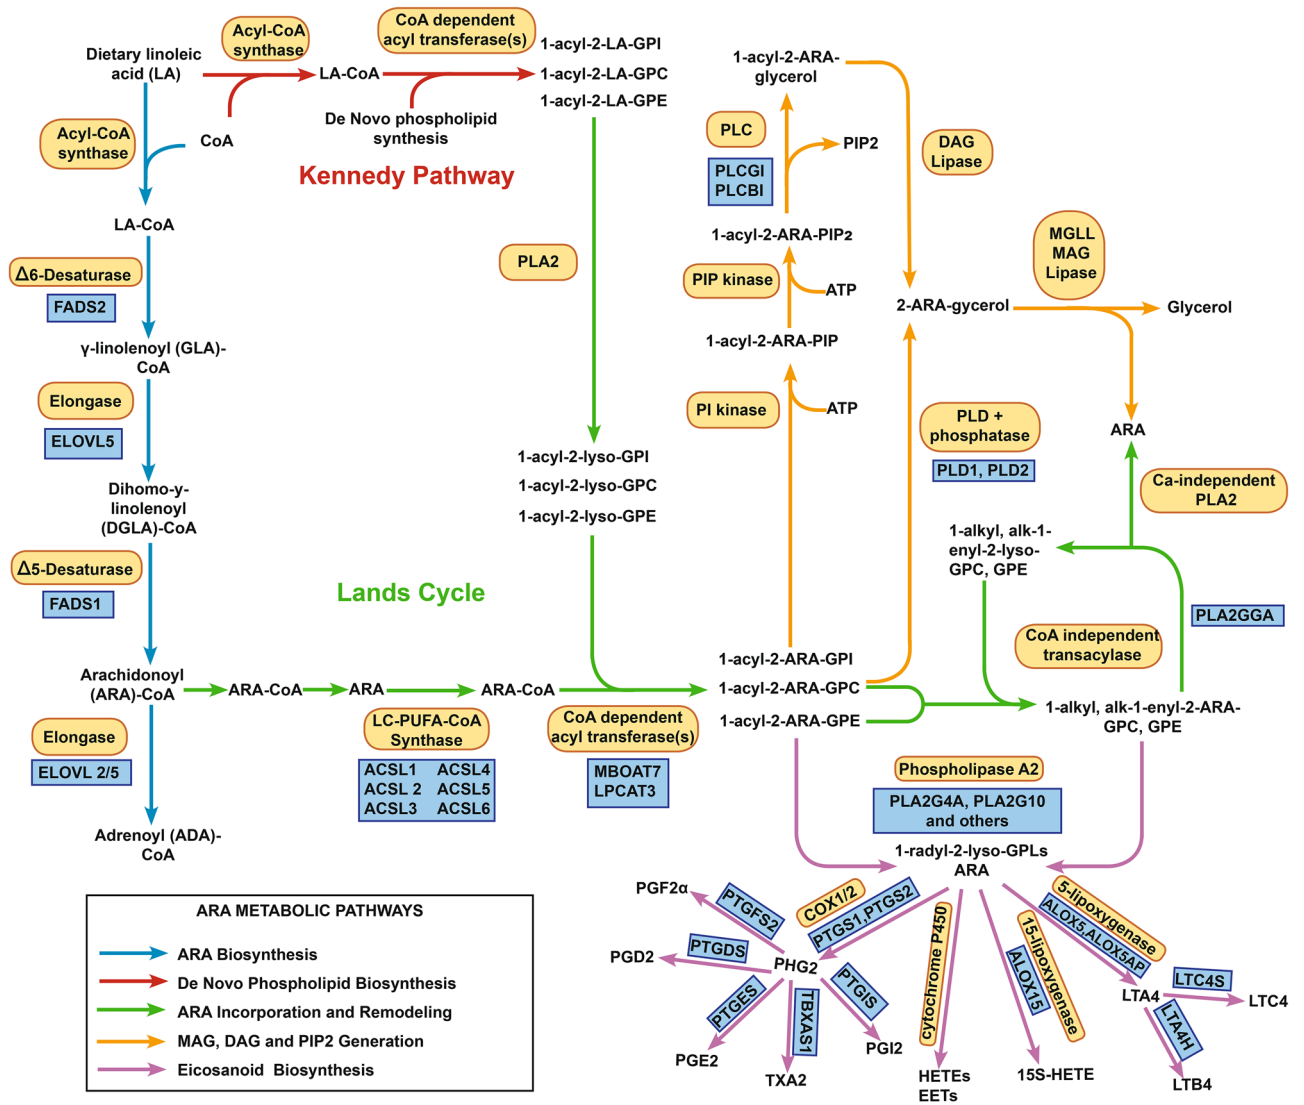 Dietary linoleic
acid (LA)
Acyl-CoA
synthase
LA-CoA
CoA
CoA dependent
acyl transferase(s)
De Novo phospholipid
synthesis
Kennedy Pathway
1-acyl-2-LA-GPI
1-acyl-2-LA-GPC
1-acyl-2-LA-GPE
Acyl-CoA
synthase
LA-CoA
Δ6-Desaturase
FADS2
γ-linolenoyl (GLA)-
CoA
Elongase
ELOVL5
Dihomo-γ-
linolenoyl
(DGLA)-CoA
Δ5-Desaturase
FADS1
Arachidonoyl
(ARA)-CoA
Elongase
ELOVL 2/5
Adrenoyl (ADA)-
CoA
PLA2
1-acyl-2-lyso-GPI
1-acyl-2-lyso-GPC
1-acyl-2-lyso-GPE
Lands Cycle
ARA-CoA
ARA
ARA-CoA
LC-PUFA-CoA
Synthase
ACSL1 ACSL4
ACSL 2 ACSL5
ACSL3 ACSL6
CoA dependent
acyl transferase(s)
MBOAT7
LPCAT3
1-acyl-2-ARA-
glycerol
PLC
PLCGI
PLCBI
PIP2
DAG
Lipase
1-acyl-2-ARA-PIP2
PIP kinase
ATP
1-acyl-2-ARA-PIP
PI kinase
ATP
2-ARA-gycerol
MGLL
MAG
Lipase
Glycerol
ARA
PLD +
phosphatase
PLD1, PLD2
Ca-independent
PLA2
1-alkyl, alk-1-
enyl-2-lyso-
GPC, GPE
PLA2GGA
CoA independent
transacylase
1-acyl-2-ARA-GPI
1-acyl-2-ARA-GPC
1-acyl-2-ARA-GPE
1-alkyl, alk-1-enyl-2-ARA-
GPC, GPE
Phospholipase A2
PLA2G4A, PLA2G10
and others
1-radyl-2-lyso-GPLs
ARA
COX1/2
PTGS1,PTGS2
PHG2
PTGFS2
PGF2α
PTGDS
PGD2
PTGES
PGE2
TBXAS1
TXA2
PTGIS
PGI2
cytochrome P450
HETEs
EETs
15-lipoxygenase
ALOX15
15S-HETE
5-lipoxygenase
ALOX5,ALOX5AP
LTA4
LTC4S
LTC4
LTA4H
LTB4
ARA METABOLIC PATHWAYS
ARA Biosynthesis
De Novo Phospholipid Biosynthesis
ARA Incorporation and Remodeling
MAG, DAG and PIP2 Generation
Eicosanoid Biosynthesis